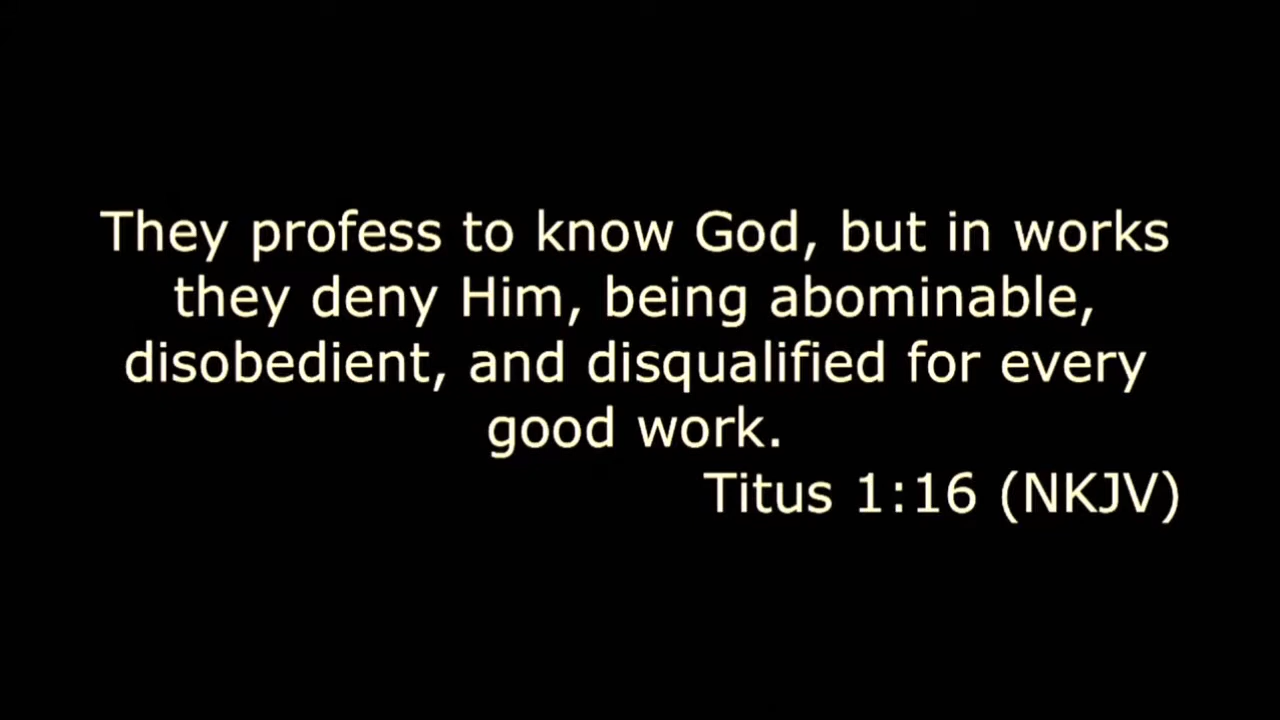 They profess to know God, but in works
they deny Him, being abominable,
disobedient, and disqualified for every
good work.
Titus 1:16 (NKJV)